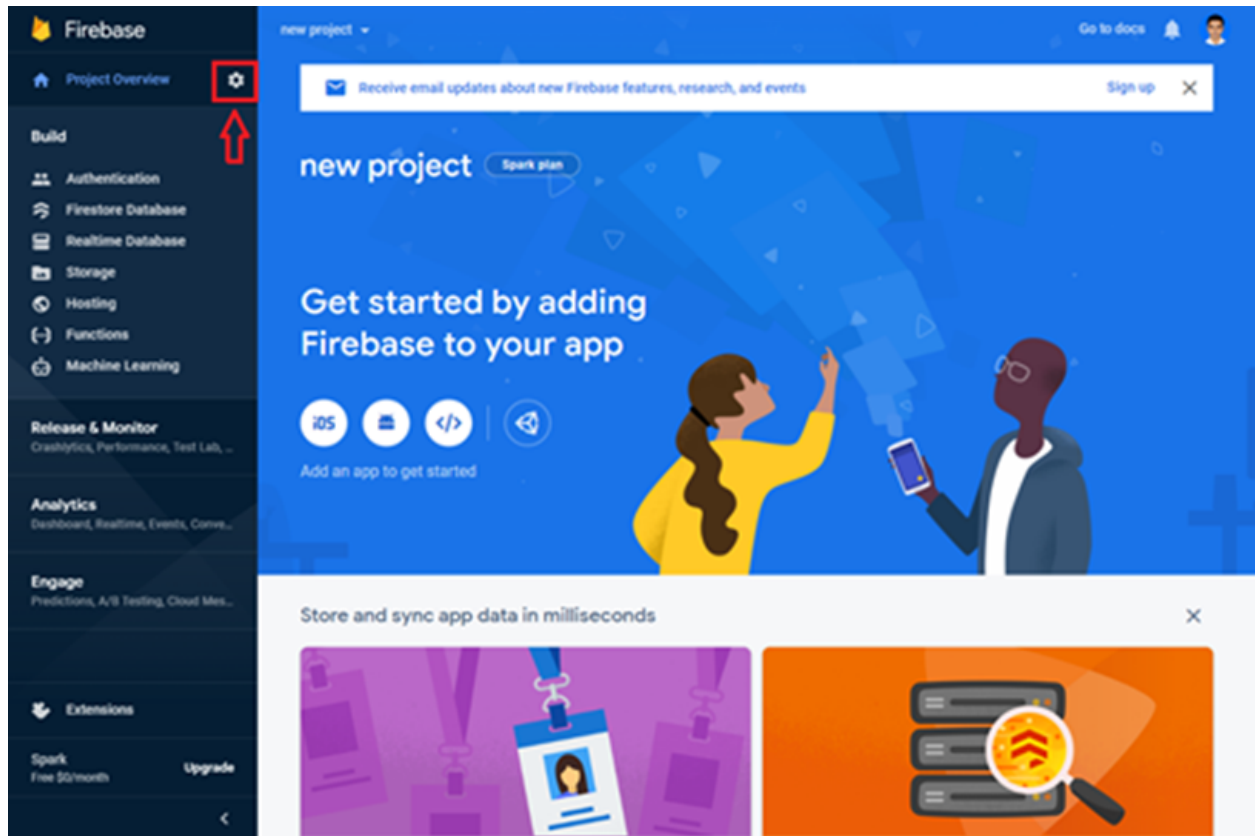 Firebase
new project
Go to docs
Project Overview
Receive email updates about new Firebase features, research, and events
Sign up
Build
new project
Spark plan
Authentication
Firestore Database
Realtime Database
Storage
Hosting
Functions
Machine Learning
Get started by adding
Firebase to your app
iOS
</>
Add an app to get started
Release & Monitor
Crashlytics, Performance, Test Lab, ...
Analytics
Dashboard, Realtime, Events, Conve...
Engage
Predictions, A/B Testing, Cloud Mes...
Store and sync app data in milliseconds
Extensions
Spark
Free $0/month
Upgrade